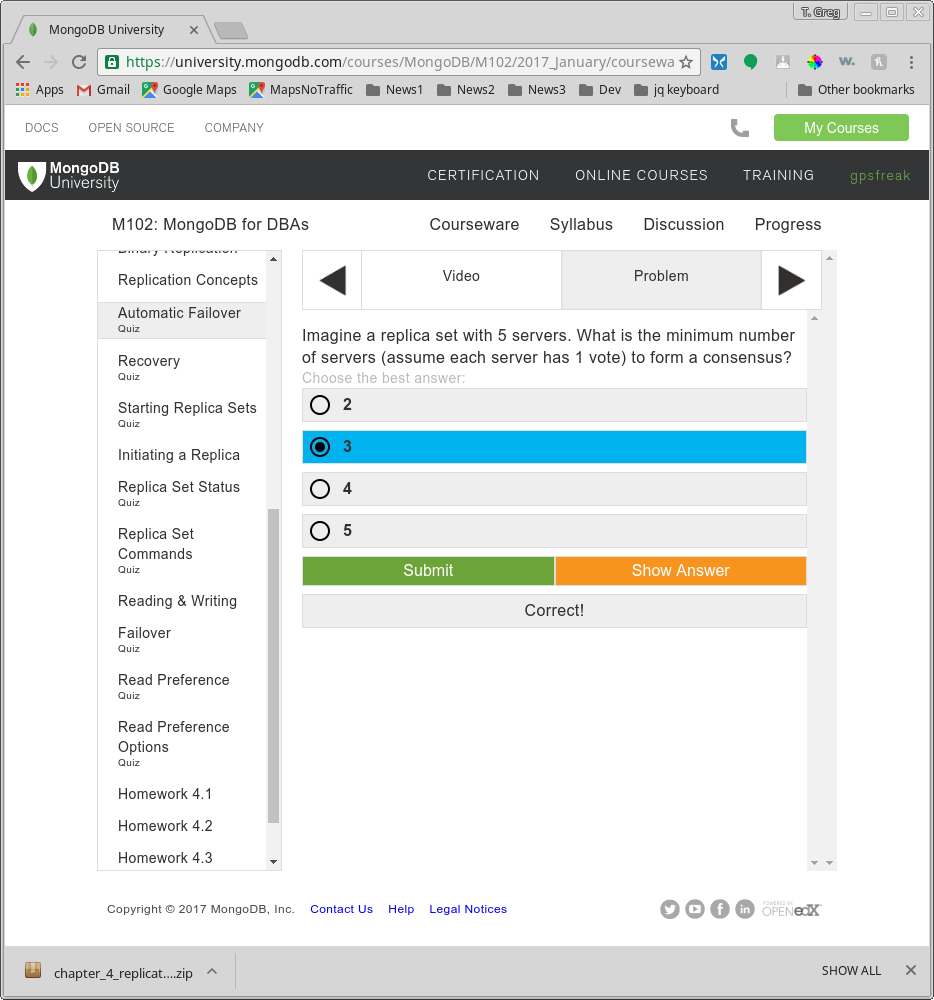 T. Greg
MongoDB University
https://university.mongodb.com/courses/MongoDB/M102/2017_January/coursewa
w.
Apps Gmail Google Maps MapsNoTraffic News1 News2 News3 Dev jq keyboard Other bookmarks
DOCS OPEN SOURCE COMPANY My Courses
MongoDB
University
CERTIFICATION ONLINE COURSES TRAINING gpsfreak
M102: MongoDB for DBAs Courseware Syllabus Discussion Progress
Binary Replication
Replication Concepts
Automatic Failover
Quiz
Recovery
Quiz
Starting Replica Sets
Quiz
Initiating a Replica
Replica Set Status
Quiz
Replica Set
Commands
Quiz
Reading & Writing
Failover
Quiz
Read Preference
Quiz
Read Preference
Options
Quiz
Homework 4.1
Homework 4.2
Homework 4.3
Video Problem
Imagine a replica set with 5 servers. What is the minimum number
of servers (assume each server has 1 vote) to form a consensus?
Choose the best answer:
2
3
4
5
Submit Show Answer
Correct!
Copyright © 2017 MongoDB, Inc. Contact Us Help Legal Notices
POWERED BY
OPEN edX
chapter_4_replicat....zip SHOW ALL